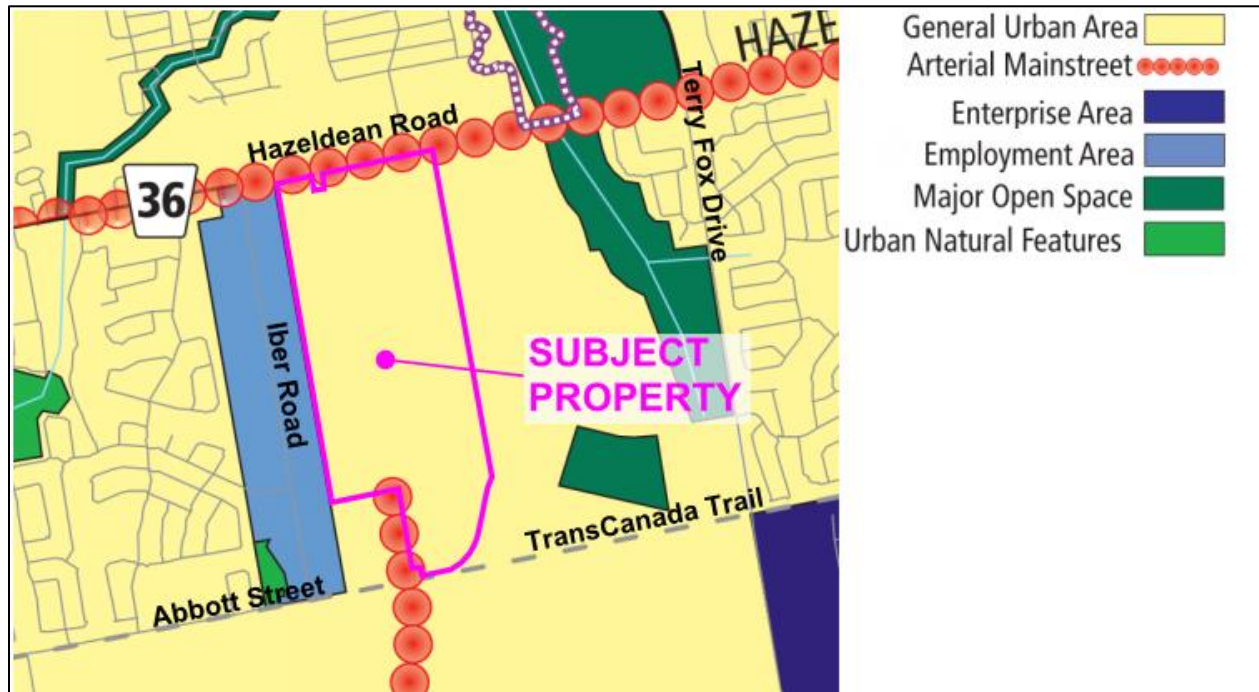 HAZE
Terry Fox Drive
Hazeldean Road
36
Iber Road
SUBJECT
PROPERTY
TransCanada Trail
Abbott Street
General Urban Area
Arterial Mainstreet
Enterprise Area
Employment Area
Major Open Space
Urban Natural Features